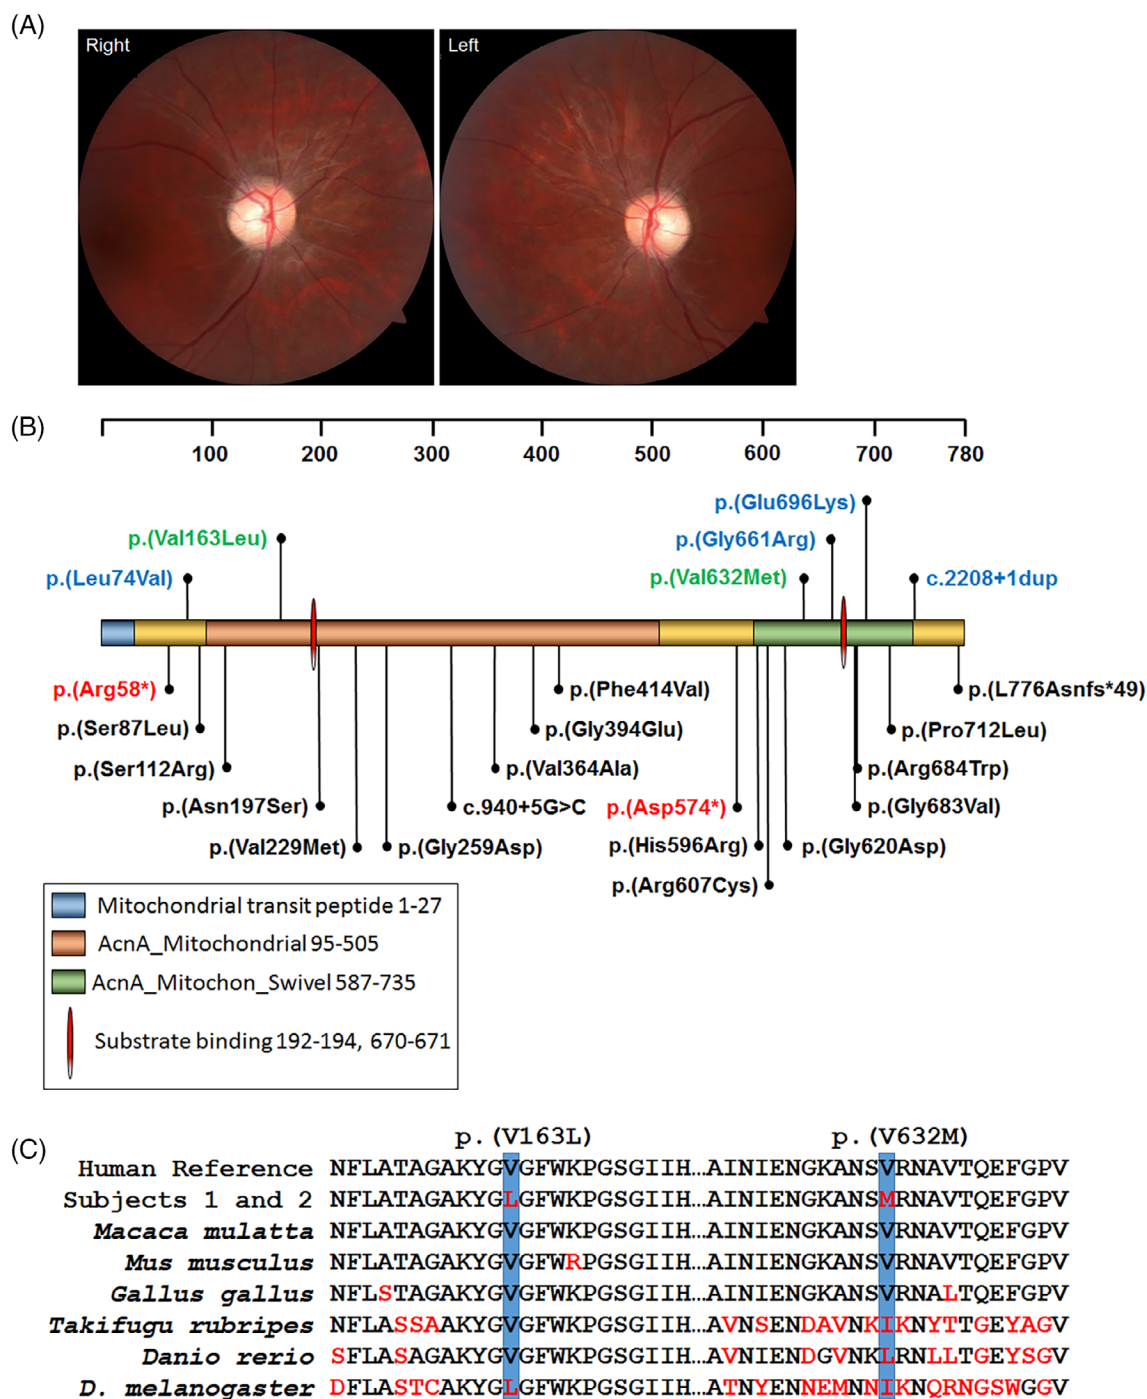 (A)
Right
Left
(B)
100 200 300 400 500 600 700 780
p.(Glu696Lys)
p.(Val163Leu)
p.(Gly661Arg)
p.(Leu74Val)
p.(Val632Met)
c.2208+1dup
p.(Arg58*)
p.(Phe414Val)
p.(L776Asnfs*49)
p.(Ser87Leu)
p.(Gly394Glu)
p.(Pro712Leu)
p.(Ser112Arg)
p.(Val364Ala)
p.(Arg684Trp)
p.(Asn197Ser)
c.940+5G>C
p.(Asp574*)
p.(Gly683Val)
p.(Val229Met)
p.(Gly259Asp)
p.(His596Arg)
p.(Gly620Asp)
p.(Arg607Cys)
Mitochondrial transit peptide 1-27
AcnA_Mitochondrial 95-505
AcnA_Mitochon_Swivel 587-735
Substrate binding 192-194, 670-671
(C)
p.(V163L) p.(V632M)
Human Reference NFLATAGAKYGVGFWKPGSGIIH...AINIENGKANSVRNAVTQEFGPV
Subjects 1 and 2 NFLATAGAKYGLGFWKPGSGIIH...AINIENGKANSMRNAVTQEFGPV
Macaca mulatta NFLATAGAKYGVGFWKPGSGIIH...AINIENGKANSVRNAVTQEFGPV
Mus musculus NFLATAGAKYGVGFWRPGSGIIH...AINIENGKANSVRNAVTQEFGPV
Gallus gallus NFLSTAGAKYGVGFWKPGSGIIH...AINIENGKANSVRNALTQEFGPV
Takifugu rubripes NFLASSAAKYGVGFWKPGSGIIH...AVNSENDAVNKIKNYTTGEYAGV
Danio rerio SFLASAGAKYGVGFWKPGSGIIH...AVNIENDGVNKLRNLLTGEYSGV
D. melanogaster DFLASTCAKYGLGFWKPGSGIIH...ATNYENNEMNNIKNQRNGSWGGV